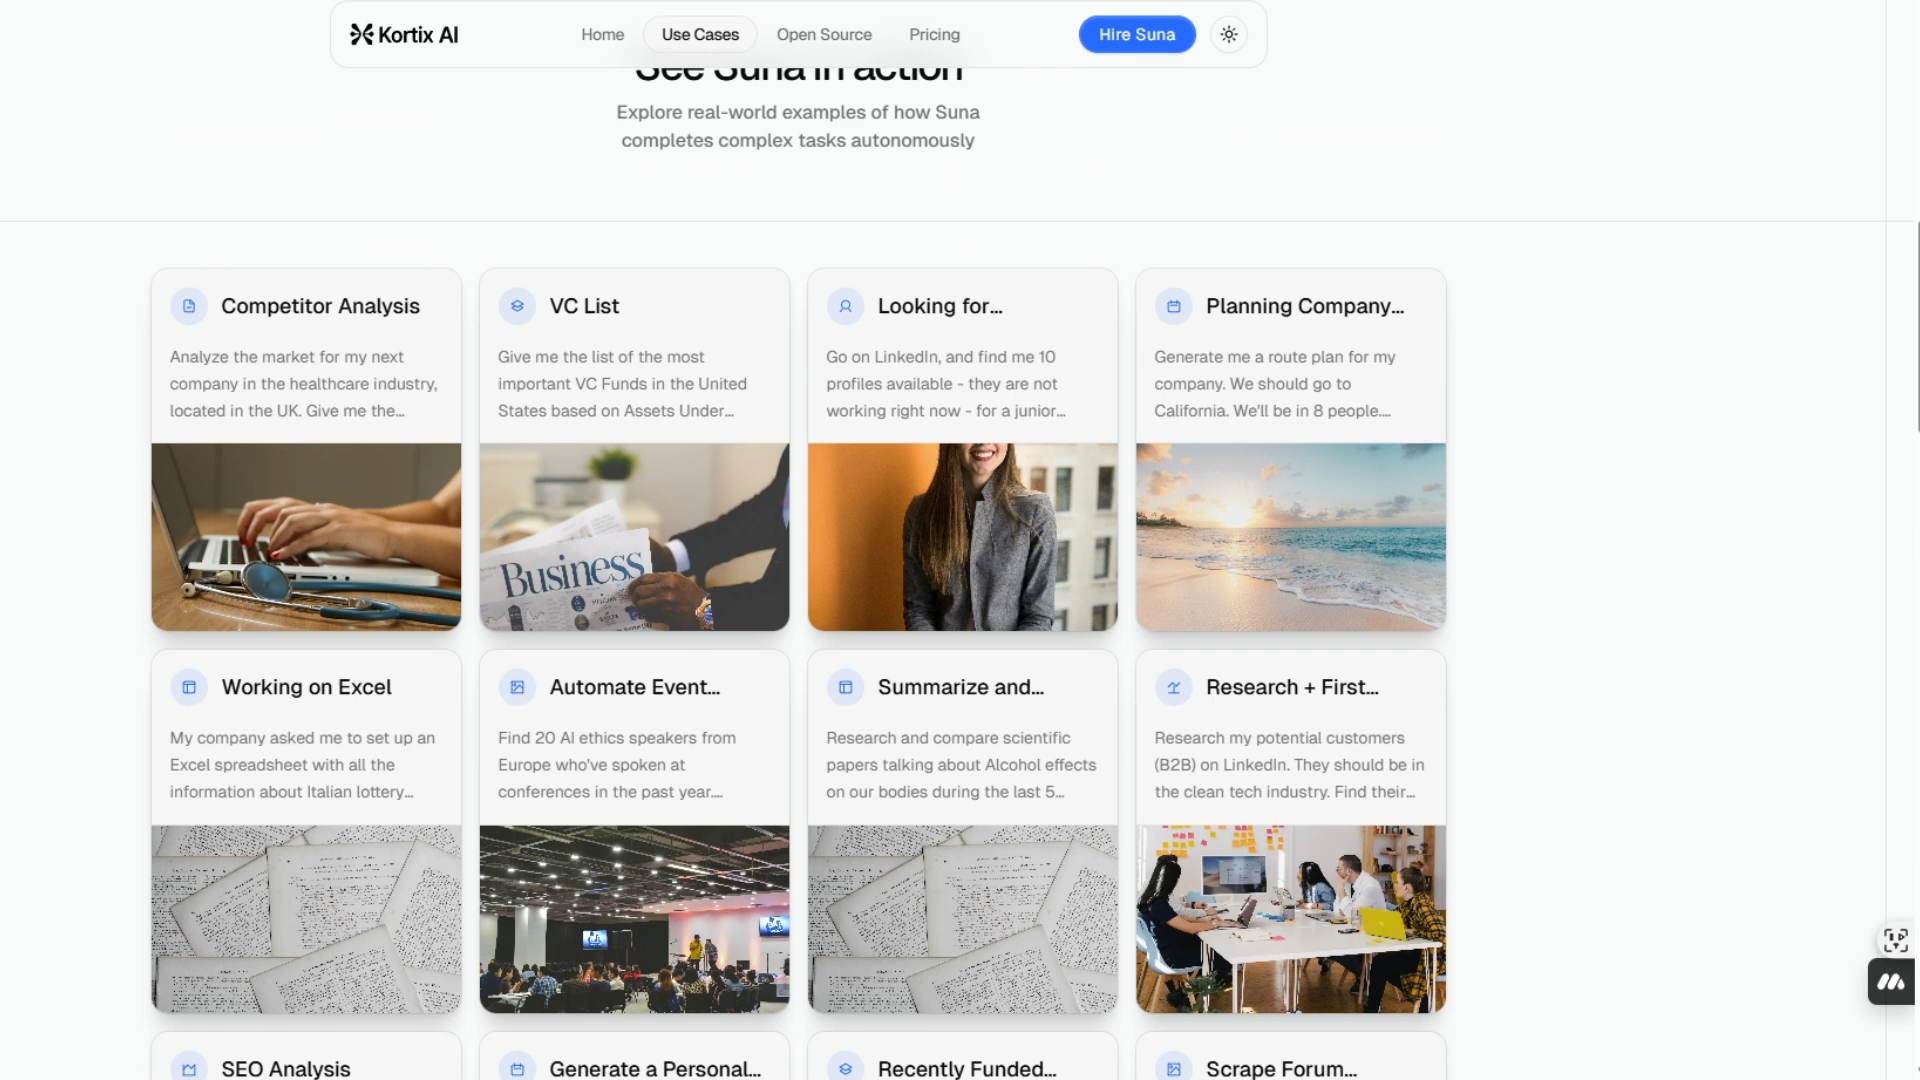 Kortix AI
Home
Use Cases
Open Source
Pricing
Hire Suna
See Suna in action
Explore real-world examples of how Suna
completes complex tasks autonomously
Competitor Analysis
Analyze the market for my next
company in the healthcare industry,
located in the UK. Give me the...
VC List
Give me the list of the most
important VC Funds in the United
States based on Assets Under...
Looking for...
Go on LinkedIn, and find me 10
profiles available - they are not
working right now - for a junior...
Planning Company...
Generate me a route plan for my
company. We should go to
California. We'll be in 8 people....
Business
Working on Excel
My company asked me to set up an
Excel spreadsheet with all the
information about Italian lottery...
Automate Event...
Find 20 AI ethics speakers from
Europe who've spoken at
conferences in the past year....
Summarize and...
Research and compare scientific
papers talking about Alcohol effects
on our bodies during the last 5...
Research + First...
Research my potential customers
(B2B) on LinkedIn. They should be in
the clean tech industry. Find their...
SEO Analysis
Generate a Personal...
Recently Funded...
Scrape Forum...